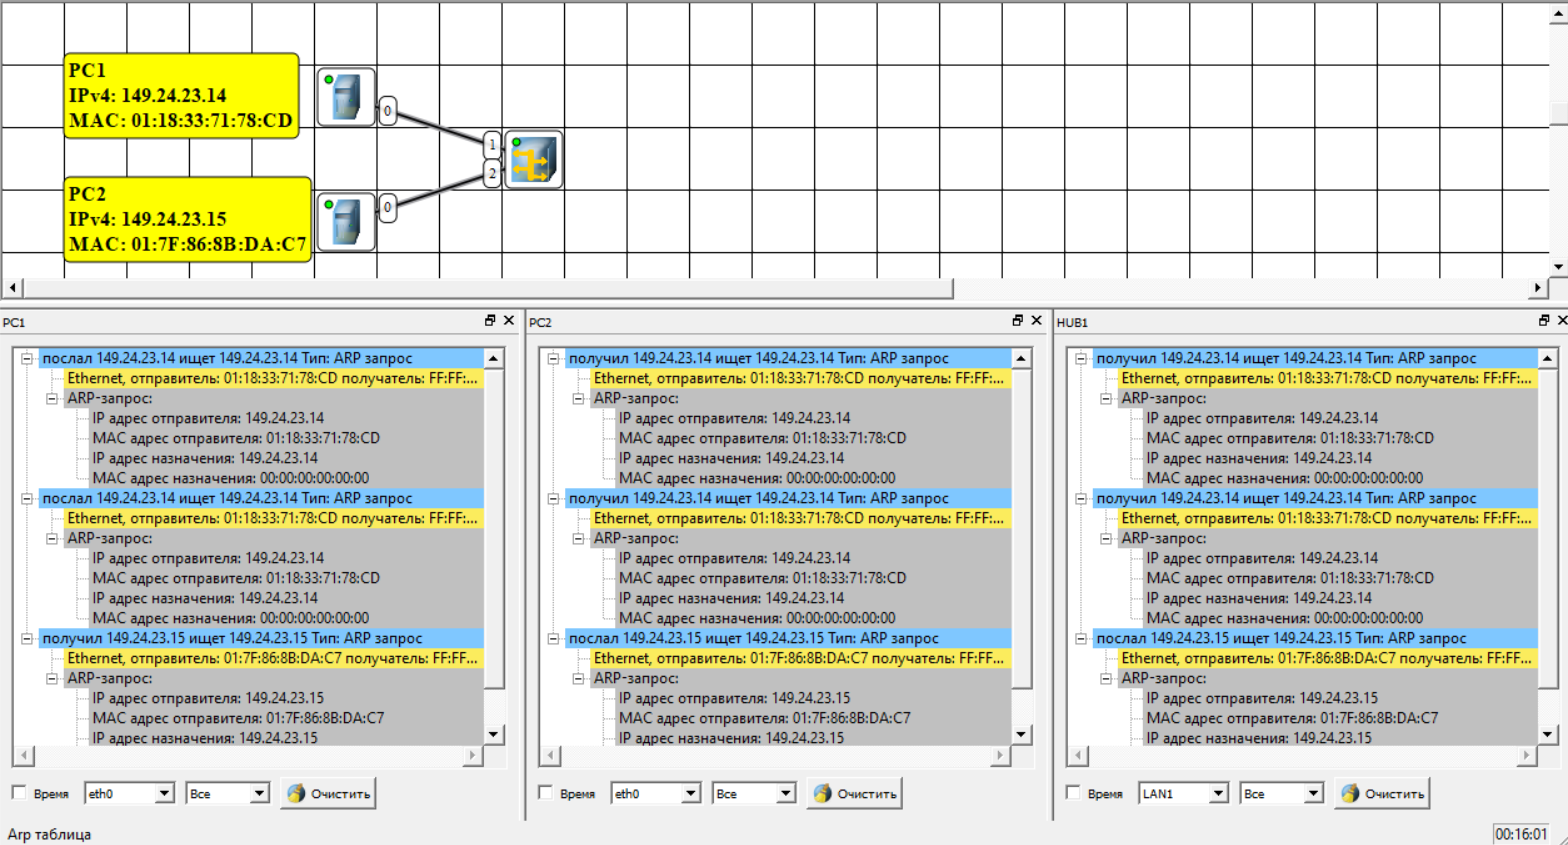 PC1
IPv4: 149.24.23.14
MAC: 01:18:33:71:78:CD
0
1
2
PC2
IPv4: 149.24.23.15
MAC: 01:7F:86:8B:DA:C7
0
PC1
послал 149.24.23.14 ищет 149.24.23.14 Тип: ARP запрос
Ethernet, отправитель: 01:18:33:71:78:CD получатель: FF:FF:...
ARP-запрос:
IP адрес отправителя: 149.24.23.14
MAC адрес отправителя: 01:18:33:71:78:CD
IP адрес назначения: 149.24.23.14
MAC адрес назначения: 00:00:00:00:00:00
послал 149.24.23.14 ищет 149.24.23.14 Тип: ARP запрос
Ethernet, отправитель: 01:18:33:71:78:CD получатель: FF:FF:...
ARP-запрос:
IP адрес отправителя: 149.24.23.14
MAC адрес отправителя: 01:18:33:71:78:CD
IP адрес назначения: 149.24.23.14
MAC адрес назначения: 00:00:00:00:00:00
получил 149.24.23.15 ищет 149.24.23.15 Тип: ARP запрос
Ethernet, отправитель: 01:7F:86:8B:DA:C7 получатель: FF:FF...
ARP-запрос:
IP адрес отправителя: 149.24.23.15
MAC адрес отправителя: 01:7F:86:8B:DA:C7
IP адрес назначения: 149.24.23.15
Время eth0 Все Очистить
PC2
получил 149.24.23.14 ищет 149.24.23.14 Тип: ARP запрос
Ethernet, отправитель: 01:18:33:71:78:CD получатель: FF:FF:...
ARP-запрос:
IP адрес отправителя: 149.24.23.14
MAC адрес отправителя: 01:18:33:71:78:CD
IP адрес назначения: 149.24.23.14
MAC адрес назначения: 00:00:00:00:00:00
получил 149.24.23.14 ищет 149.24.23.14 Тип: ARP запрос
Ethernet, отправитель: 01:18:33:71:78:CD получатель: FF:FF:...
ARP-запрос:
IP адрес отправителя: 149.24.23.14
MAC адрес отправителя: 01:18:33:71:78:CD
IP адрес назначения: 149.24.23.14
MAC адрес назначения: 00:00:00:00:00:00
послал 149.24.23.15 ищет 149.24.23.15 Тип: ARP запрос
Ethernet, отправитель: 01:7F:86:8B:DA:C7 получатель: FF:FF...
ARP-запрос:
IP адрес отправителя: 149.24.23.15
MAC адрес отправителя: 01:7F:86:8B:DA:C7
IP адрес назначения: 149.24.23.15
Время eth0 Все Очистить
HUB1
получил 149.24.23.14 ищет 149.24.23.14 Тип: ARP запрос
Ethernet, отправитель: 01:18:33:71:78:CD получатель: FF:FF:...
ARP-запрос:
IP адрес отправителя: 149.24.23.14
MAC адрес отправителя: 01:18:33:71:78:CD
IP адрес назначения: 149.24.23.14
MAC адрес назначения: 00:00:00:00:00:00
получил 149.24.23.14 ищет 149.24.23.14 Тип: ARP запрос
Ethernet, отправитель: 01:18:33:71:78:CD получатель: FF:FF:...
ARP-запрос:
IP адрес отправителя: 149.24.23.14
MAC адрес отправителя: 01:18:33:71:78:CD
IP адрес назначения: 149.24.23.14
MAC адрес назначения: 00:00:00:00:00:00
послал 149.24.23.15 ищет 149.24.23.15 Тип: ARP запрос
Ethernet, отправитель: 01:7F:86:8B:DA:C7 получатель: FF:FF...
ARP-запрос:
IP адрес отправителя: 149.24.23.15
MAC адрес отправителя: 01:7F:86:8B:DA:C7
IP адрес назначения: 149.24.23.15
Время LAN1 Все Очистить
Arp таблица
00:16:01